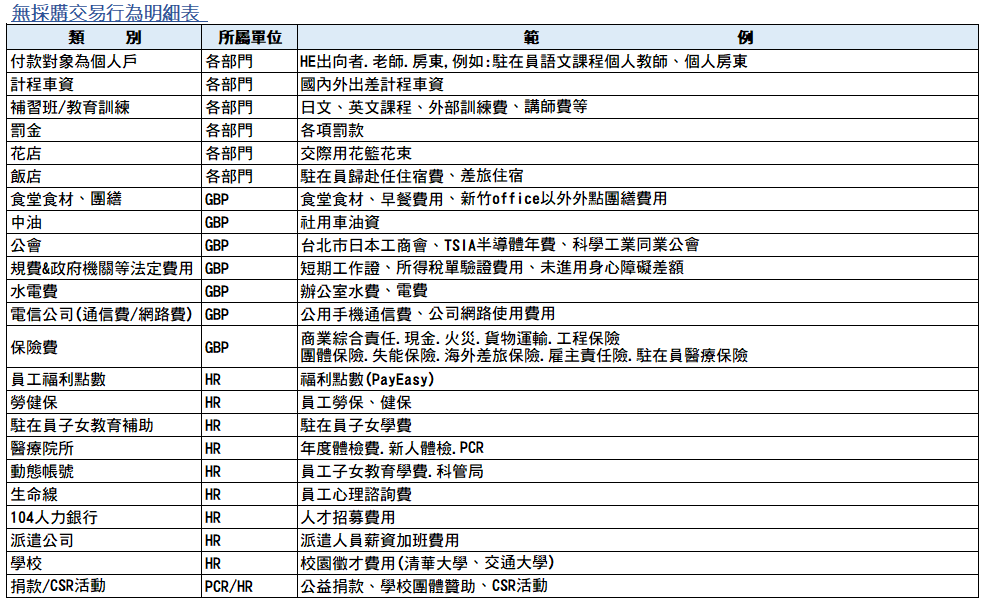 無採購交易行為明細表
類 別 所屬單位 範 例
付款對象為個人戶 各部門 HE出向者.老師.房東,例如:駐在員語文課程個人教師、個人房東
計程車資 各部門 國內外出差計程車資
補習班/教育訓練 各部門 日文、英文課程、外部訓練費、講師費等
罰金 各部門 各項罰款
花店 各部門 交際用花籃花束
飯店 各部門 駐在員歸赴任住宿費、差旅住宿
食堂食材、團繕 GBP 食堂食材、早餐費用、新竹office以外外點團繕費用
中油 GBP 社用車油資
公會 GBP 台北市日本工商會、TSIA半導體年費、科學工業同業公會
規費&政府機關等法定費用 GBP 短期工作證、所得稅單驗證費用、未進用身心障礙差額
水電費 GBP 辦公室水費、電費
電信公司(通信費/網路費) GBP 公用手機通信費、公司網路使用費用
保險費 GBP 商業綜合責任.現金.火災.貨物運輸.工程保險
團體保險.失能保險.海外差旅保險.雇主責任險.駐在員醫療保險
員工福利點數 HR 福利點數(PayEasy)
勞健保 HR 員工勞保、健保
駐在員子女教育補助 HR 駐在員子女學費
醫療院所 HR 年度體檢費.新人體檢.PCR
動態帳號 HR 員工子女教育學費.科管局
生命線 HR 員工心理諮詢費
104人力銀行 HR 人才招募費用
派遣公司 HR 派遣人員薪資加班費用
學校 HR 校園徵才費用(清華大學、交通大學)
捐款/CSR活動 PCR/HR 公益捐款、學校團體贊助、CSR活動